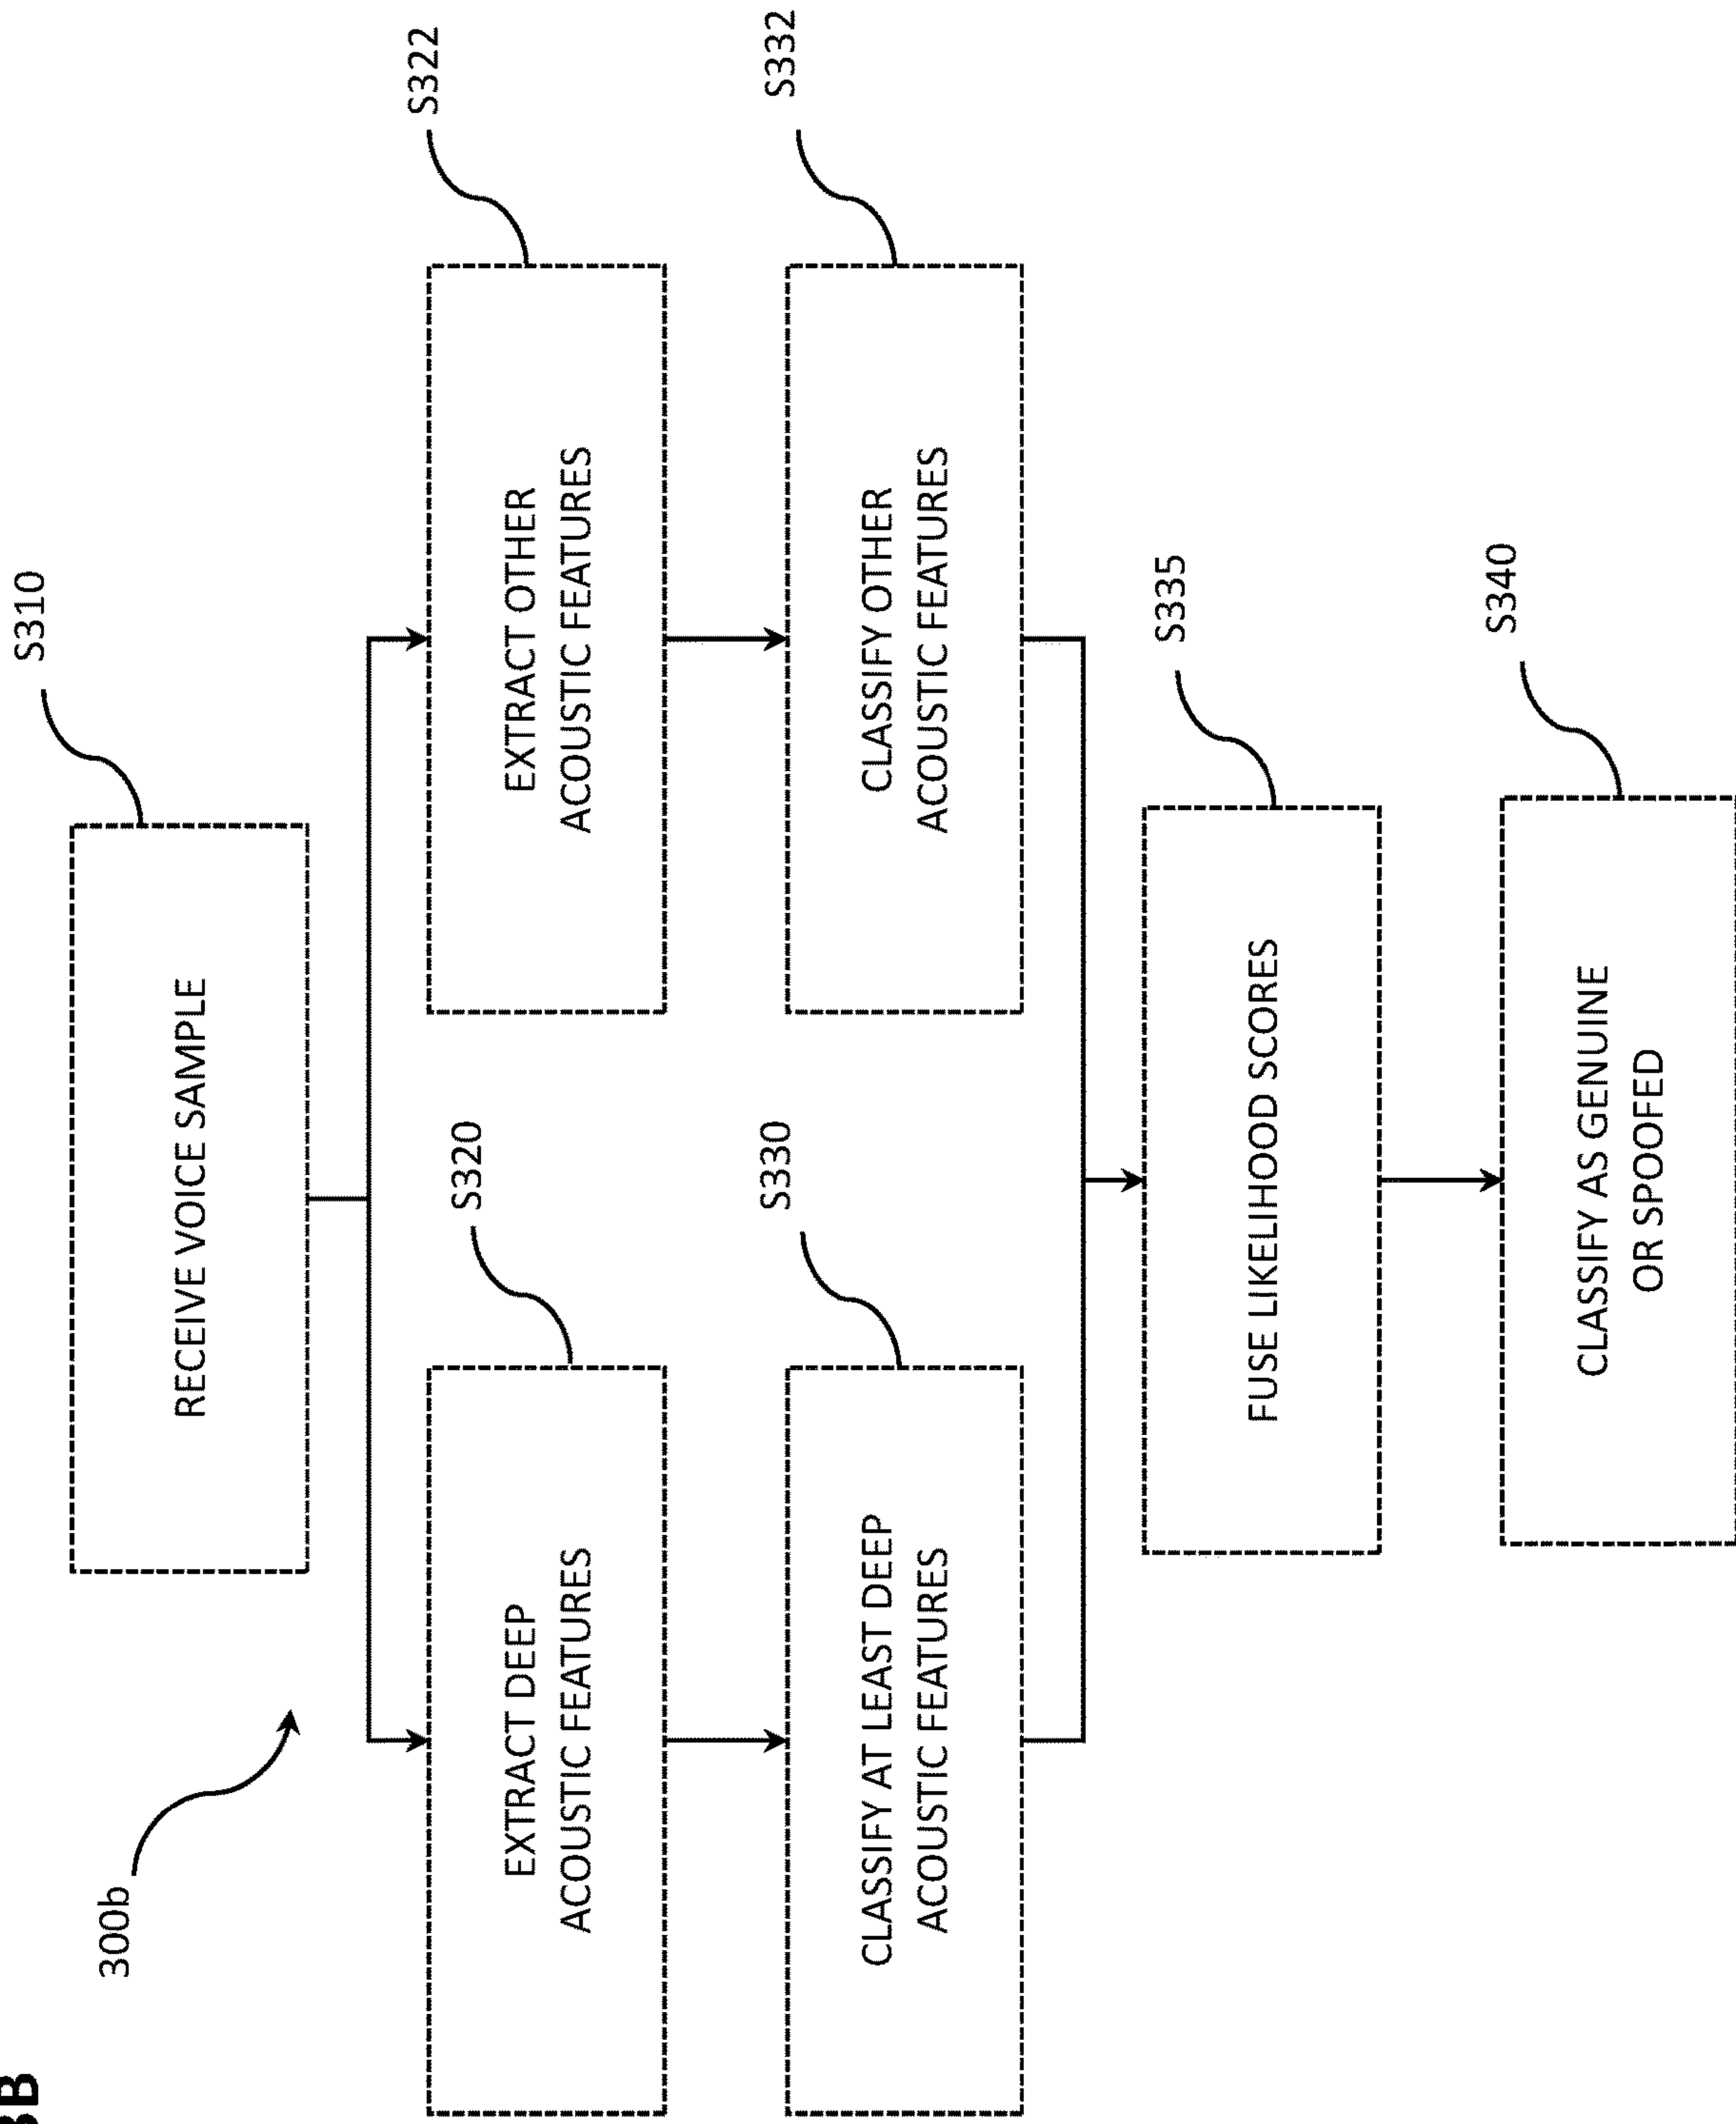 3B
300b
S310
RECEIVE VOICE SAMPLE
S320
EXTRACT DEEP
ACOUSTIC FEATURES
S322
EXTRACT OTHER
ACOUSTIC FEATURES
S330
CLASSIFY AT LEAST DEEP
ACOUSTIC FEATURES
S332
CLASSIFY OTHER
ACOUSTIC FEATURES
S335
FUSE LIKELIHOOD SCORES
S340
CLASSIFY AS GENUINE
OR SPOOFED